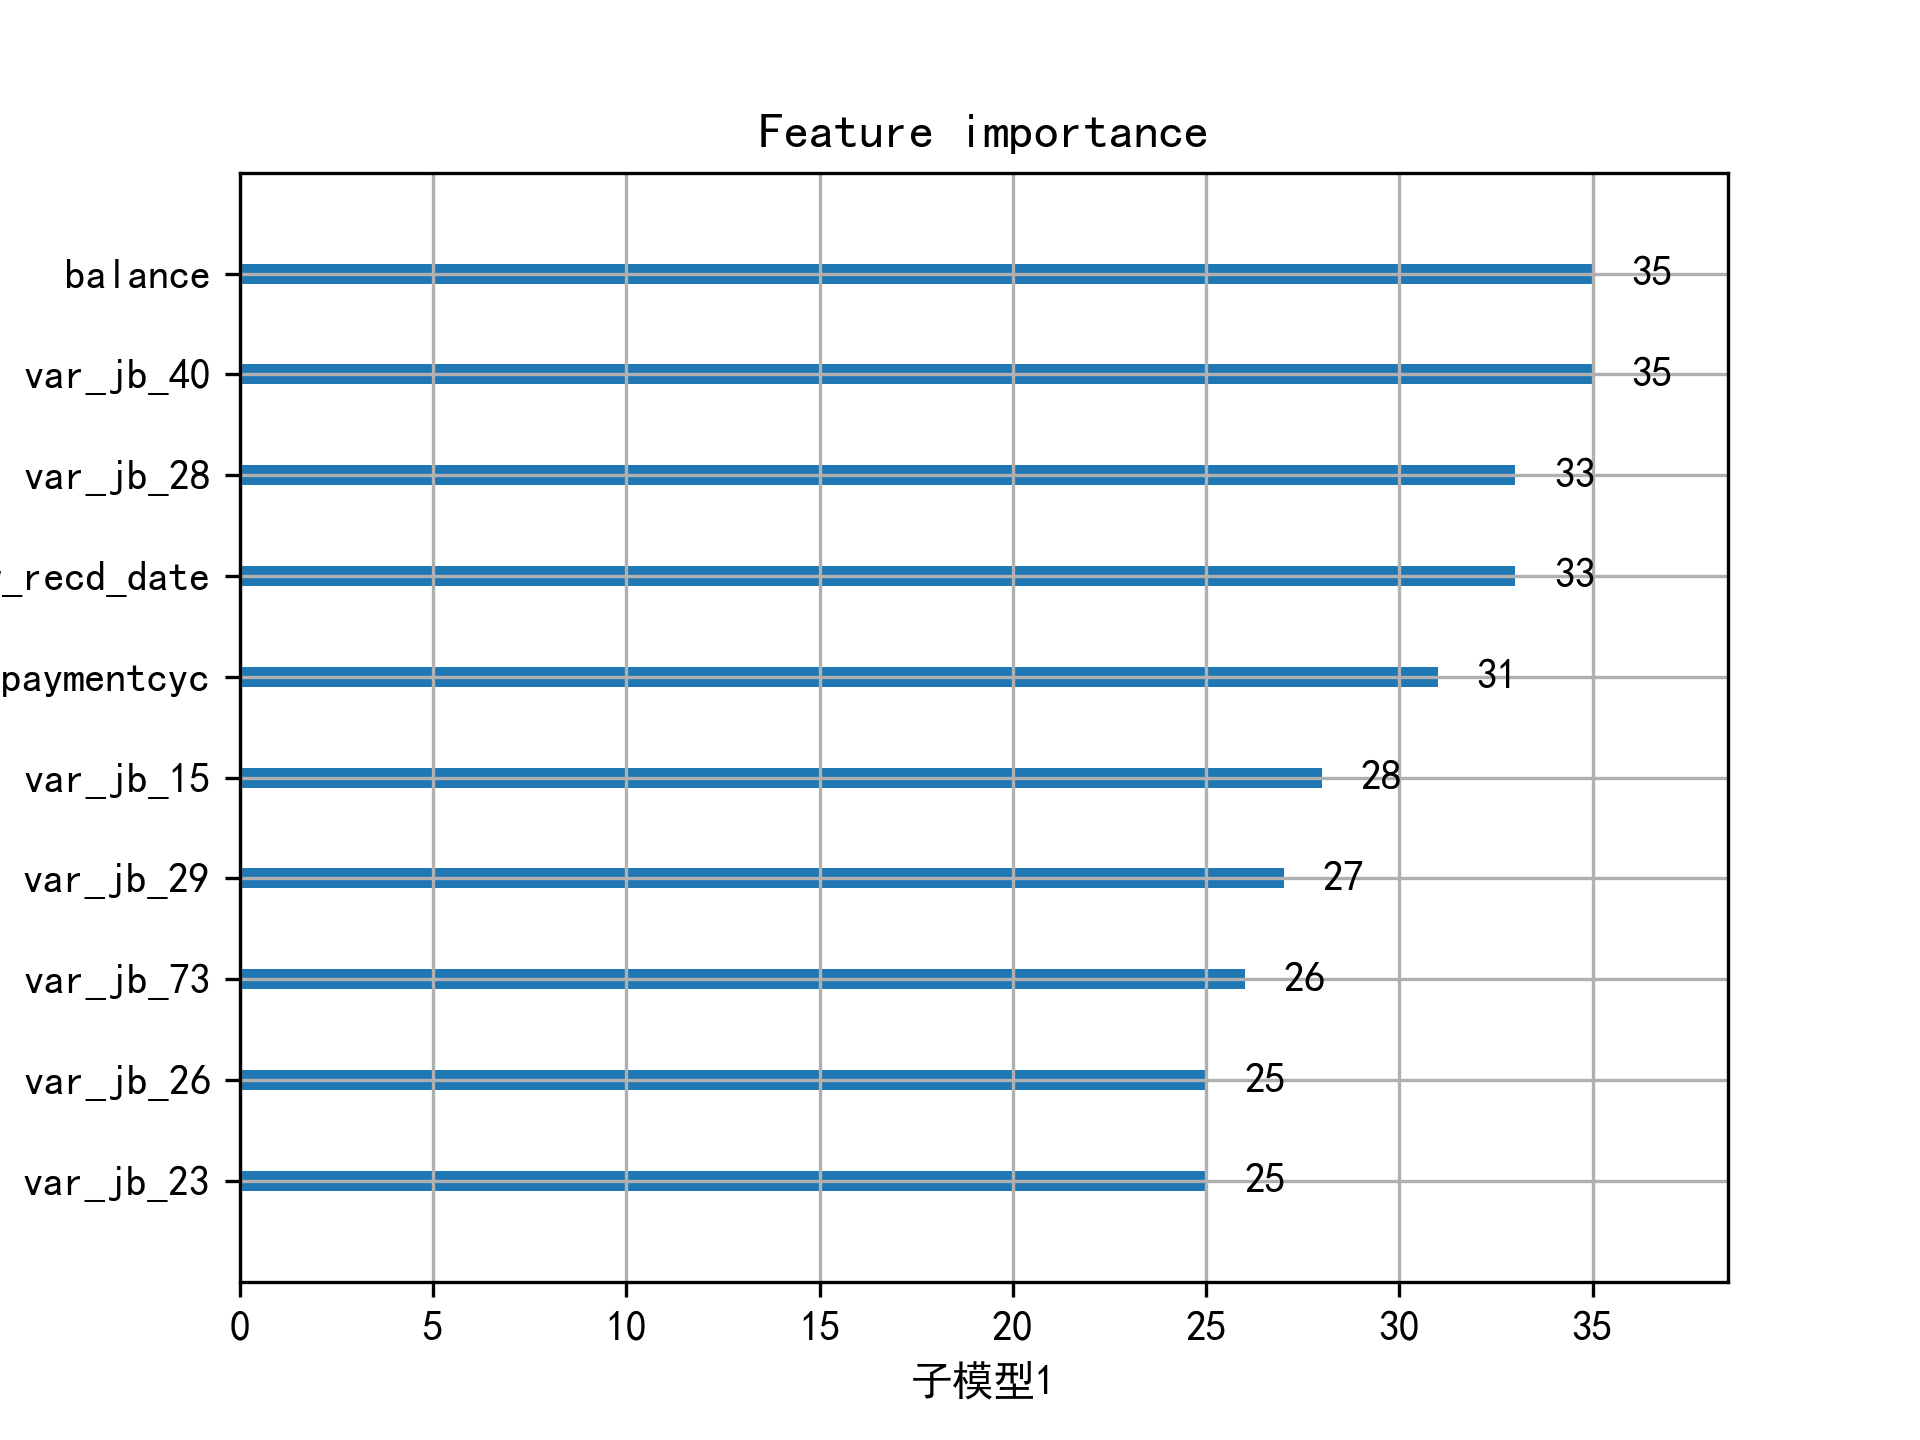 Feature importance
balance 35
var_jb_40 35
var_jb_28 33
_recd_date 33
paymentcyc 31
var_jb_15 28
var_jb_29 27
var_jb_73 26
var_jb_26 25
var_jb_23 25
0 5 10 15 20 25 30 35
子模型1